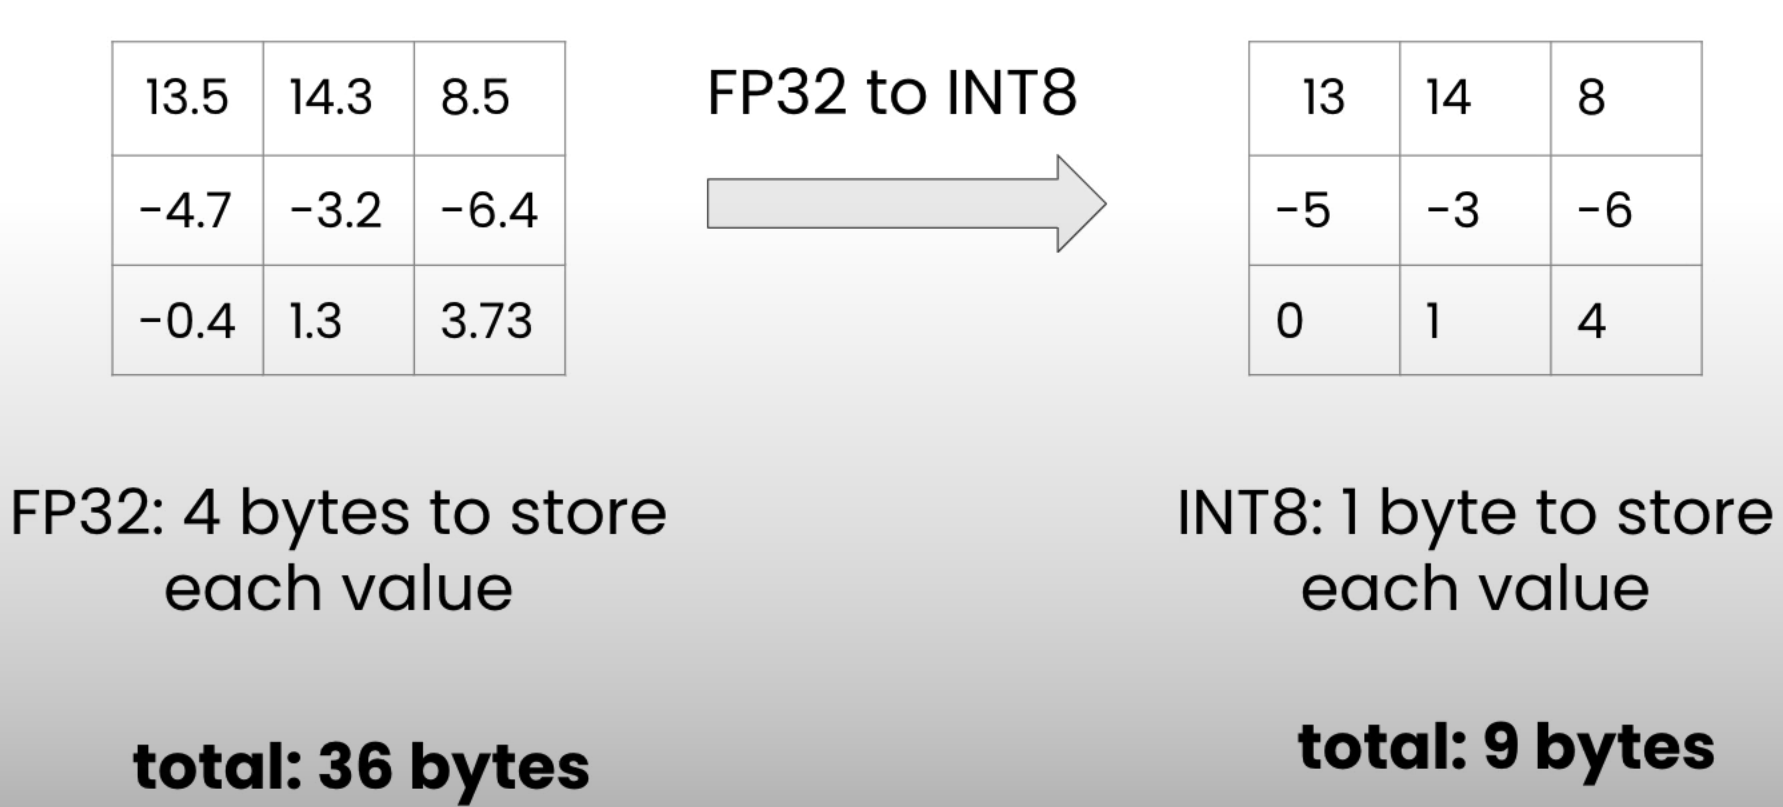 13.5 14.3 8.5
-4.7 -3.2 -6.4
-0.4 1.3 3.73
FP32 to INT8
13 14 8
-5 -3 -6
0 1 4
FP32: 4 bytes to store
each value
total: 36 bytes
INT8: 1 byte to store
each value
total: 9 bytes